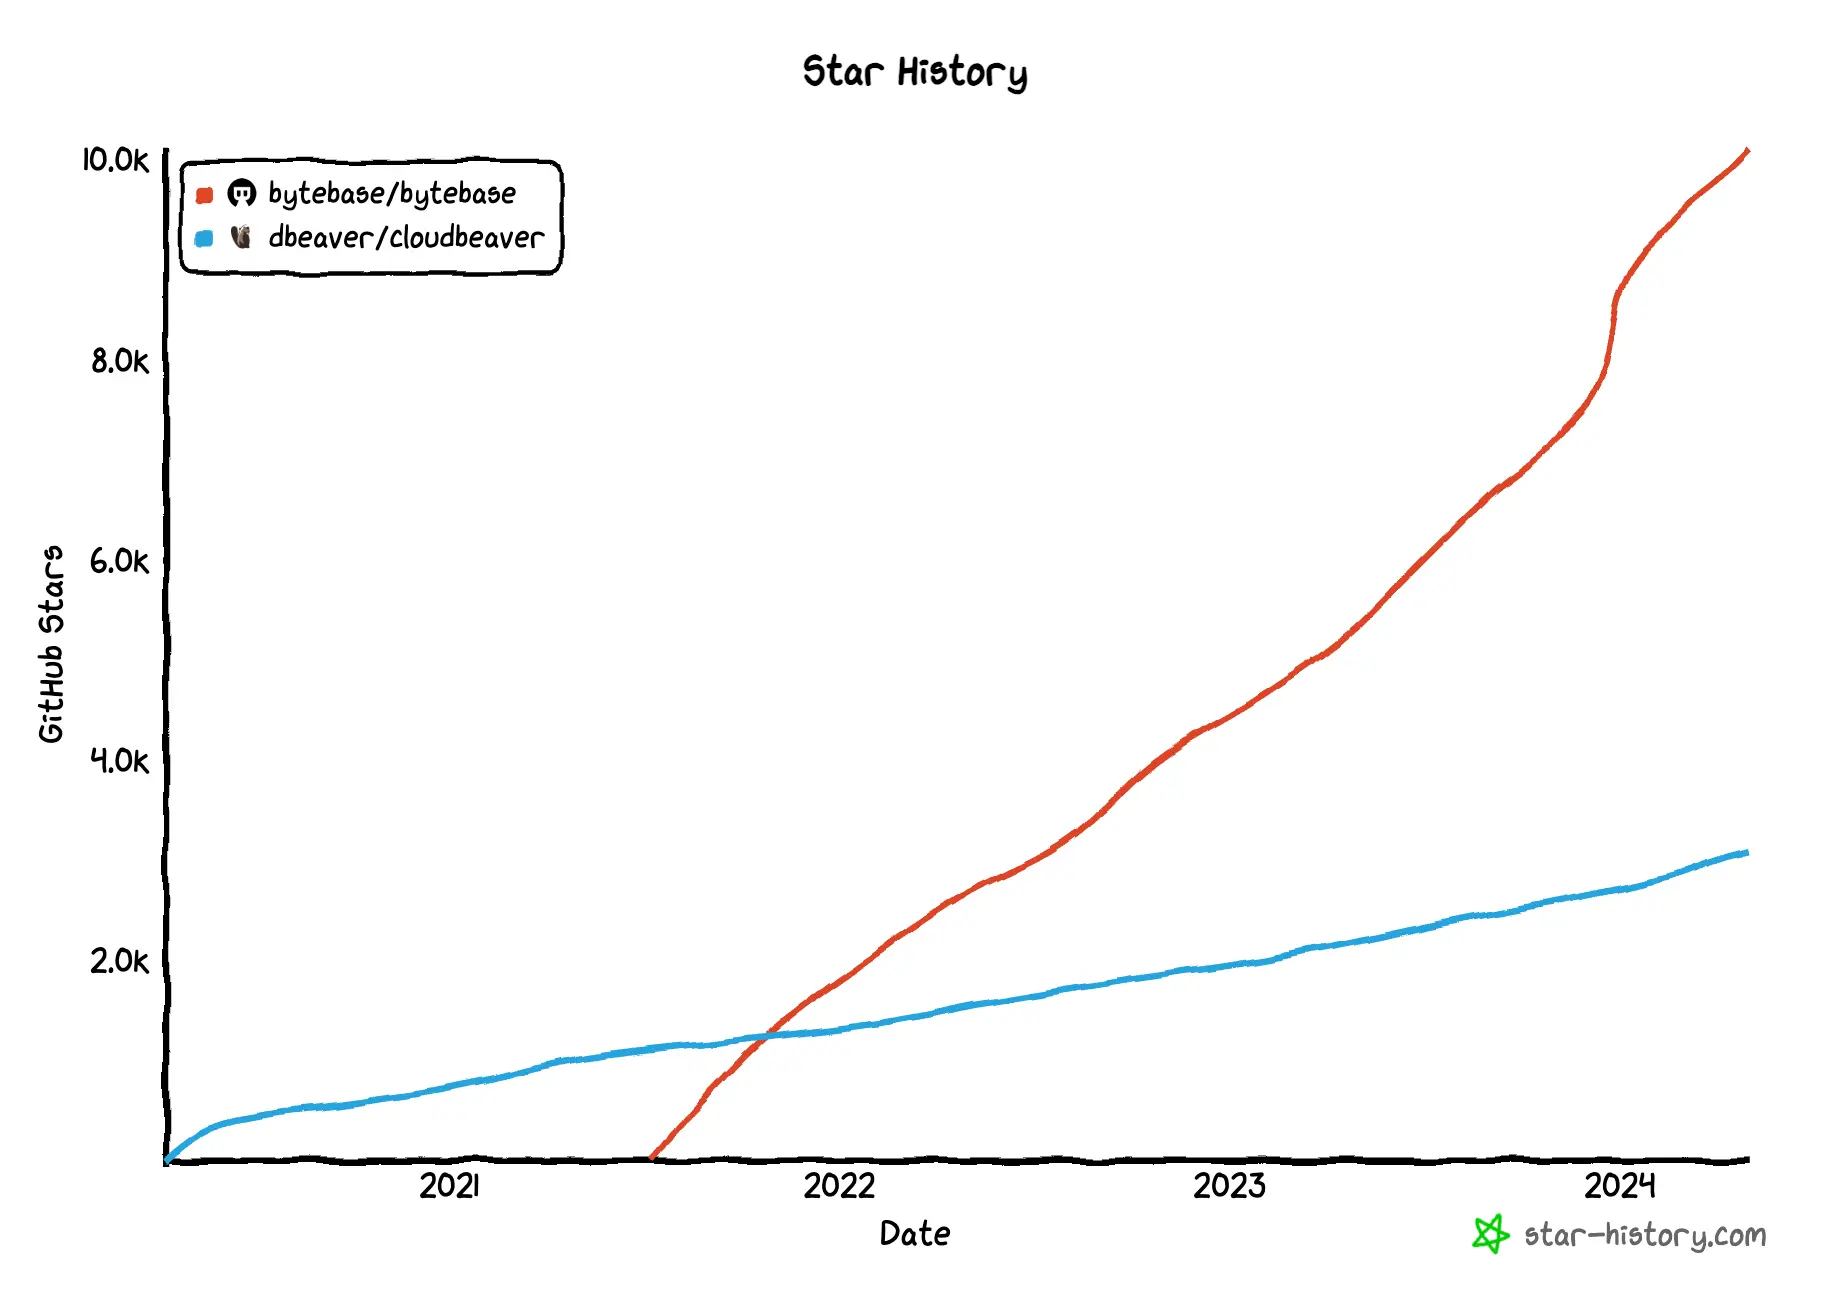 Star History
bytebase/bytebase
dbeaver/cloudbeaver
GitHub Stars
10.0k
8.0k
6.0k
4.0k
2.0k
2021
2022
2023
2024
Date
star-history.com